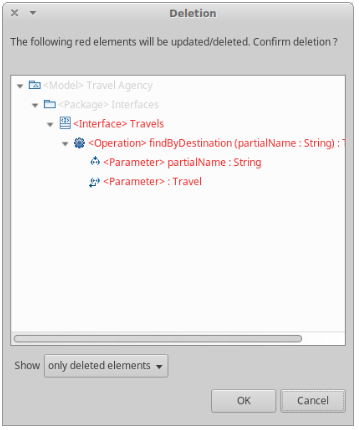 Deletion
The following red elements will be updated/deleted. Confirm deletion ?
<Model> Travel Agency
<Package> Interfaces
<Interface> Travels
<Operation> findByDestination (partialName : String) : T
<Parameter> partialName : String
<Parameter> : Travel
Show only deleted elements
OK Cancel